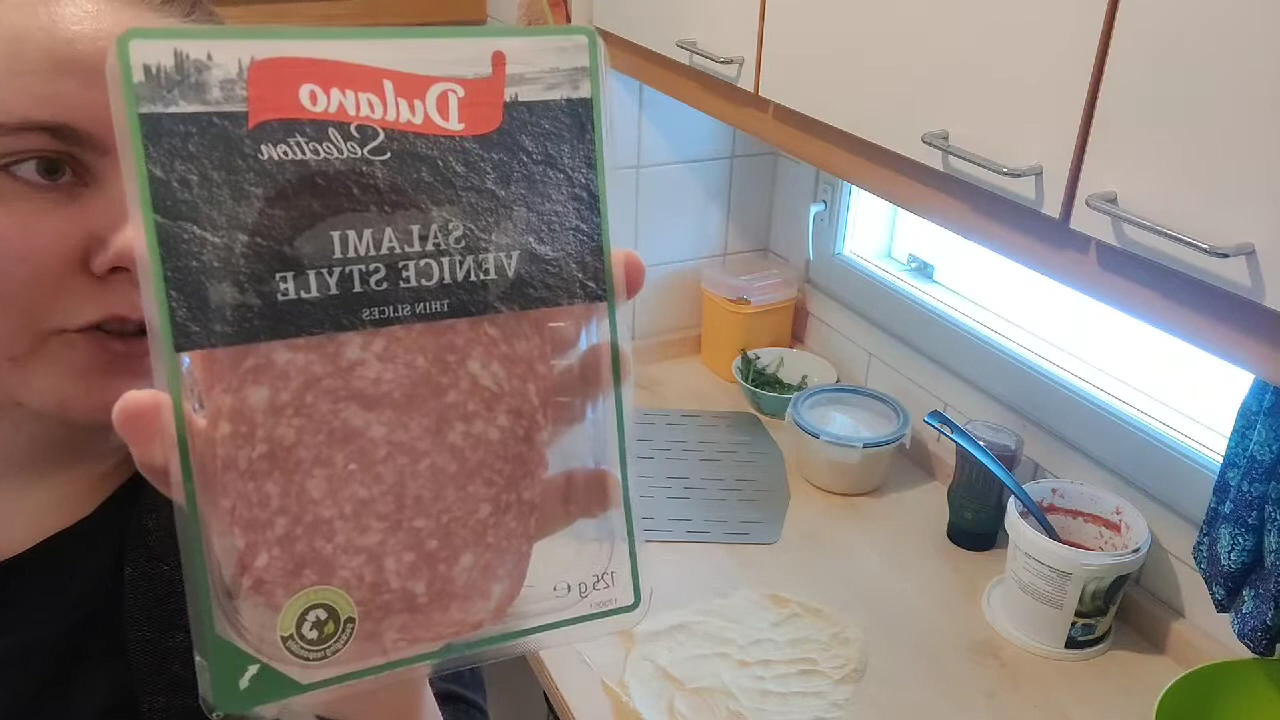 Dulano
Selection
SALAMI
VENICE STYLE
THIN SLICES
125 g e